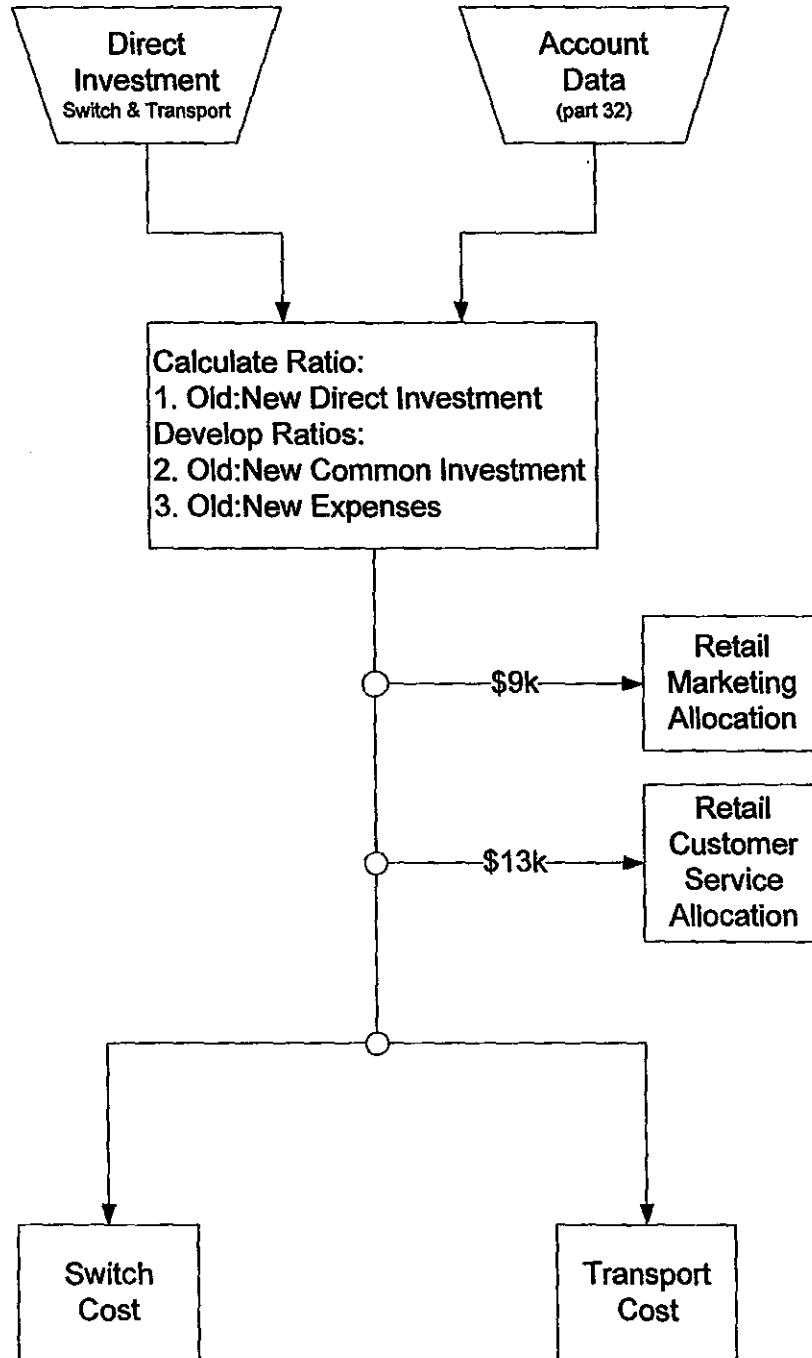 Direct
Investment
Switch & Transport
Account
Data
(part 32)
Calculate Ratio:
1. Old:New Direct Investment
Develop Ratios:
2. Old:New Common Investment
3. Old:New Expenses
$9k
Retail
Marketing
Allocation
$13k
Retail
Customer
Service
Allocation
Switch
Cost
Transport
Cost